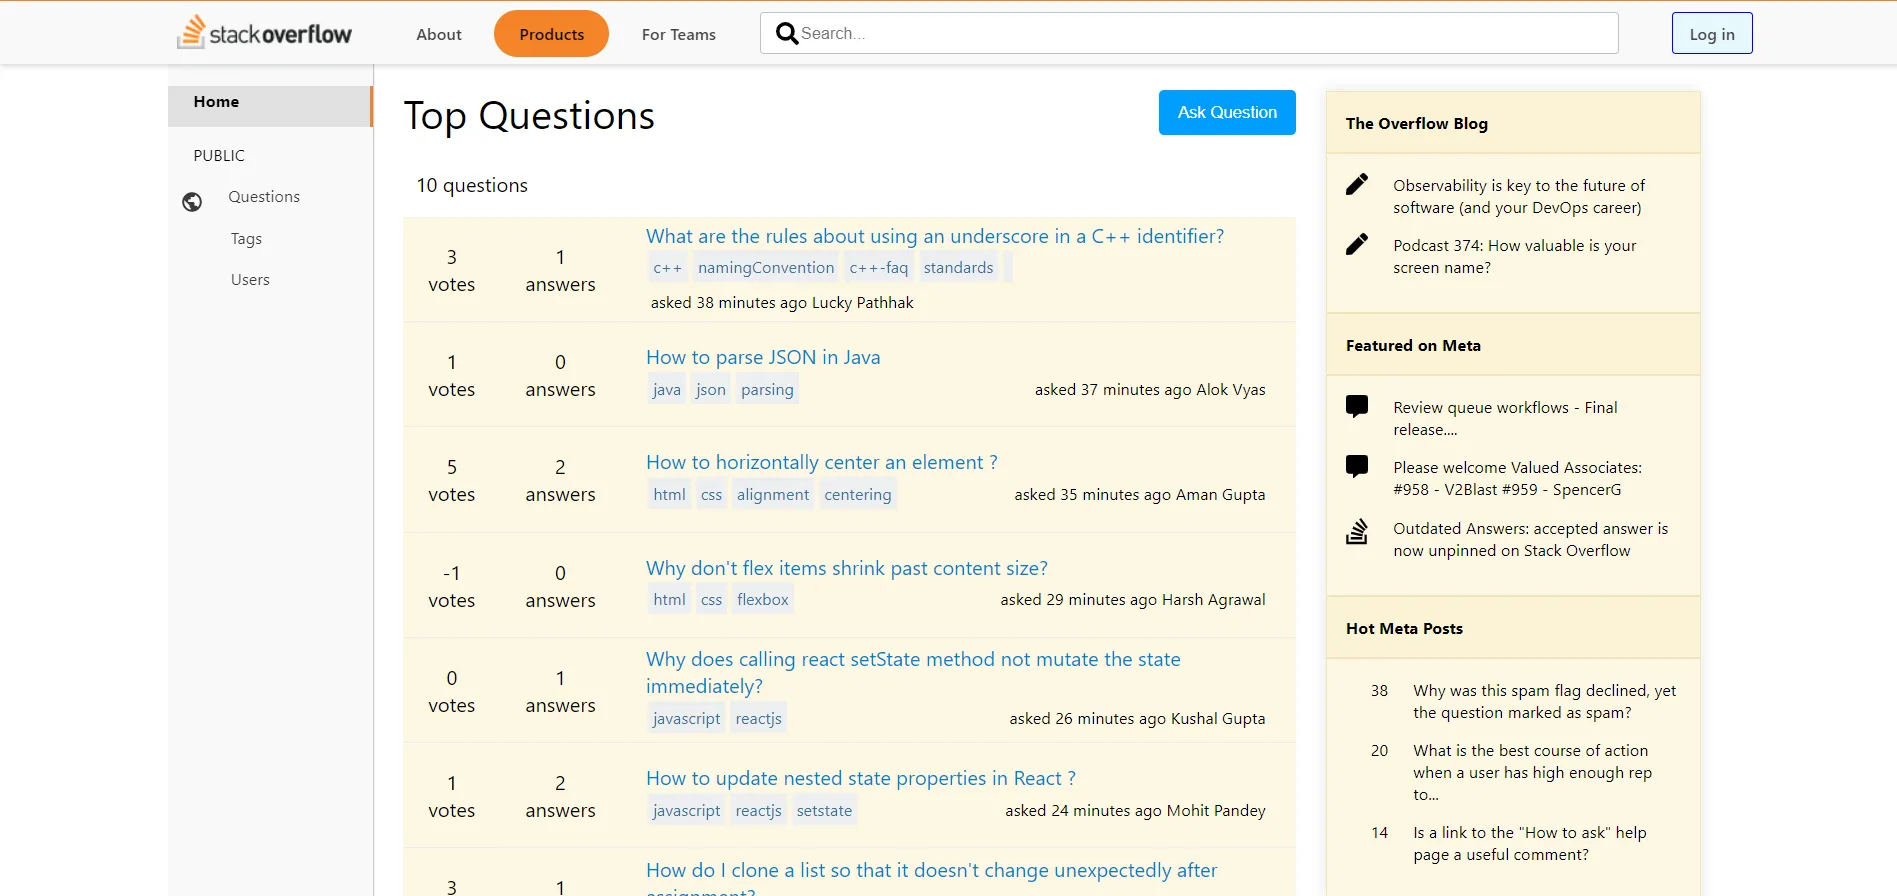 stackoverflow
About
Products
For Teams
Search...
Log in
Home
PUBLIC
Questions
Tags
Users
Top Questions
Ask Question
10 questions
3 votes
1 answers
What are the rules about using an underscore in a C++ identifier?
c++ namingConvention c++-faq standards
asked 38 minutes ago Lucky Pathhak
1 votes
0 answers
How to parse JSON in Java
java json parsing
asked 37 minutes ago Alok Vyas
5 votes
2 answers
How to horizontally center an element ?
html css alignment centering
asked 35 minutes ago Aman Gupta
-1 votes
0 answers
Why don't flex items shrink past content size?
html css flexbox
asked 29 minutes ago Harsh Agrawal
0 votes
1 answers
Why does calling react setState method not mutate the state
immediately?
javascript reactjs
asked 26 minutes ago Kushal Gupta
1 votes
2 answers
How to update nested state properties in React ?
javascript reactjs setstate
asked 24 minutes ago Mohit Pandey
3
1
How do I clone a list so that it doesn't change unexpectedly after
assignment?
The Overflow Blog
Observability is key to the future of
software (and your DevOps career)
Podcast 374: How valuable is your
screen name?
Featured on Meta
Review queue workflows - Final
release....
Please welcome Valued Associates:
#958 - V2Blast #959 - SpencerG
Outdated Answers: accepted answer is
now unpinned on Stack Overflow
Hot Meta Posts
38
Why was this spam flag declined, yet
the question marked as spam?
20
What is the best course of action
when a user has high enough rep
to...
14
Is a link to the "How to ask" help
page a useful comment?